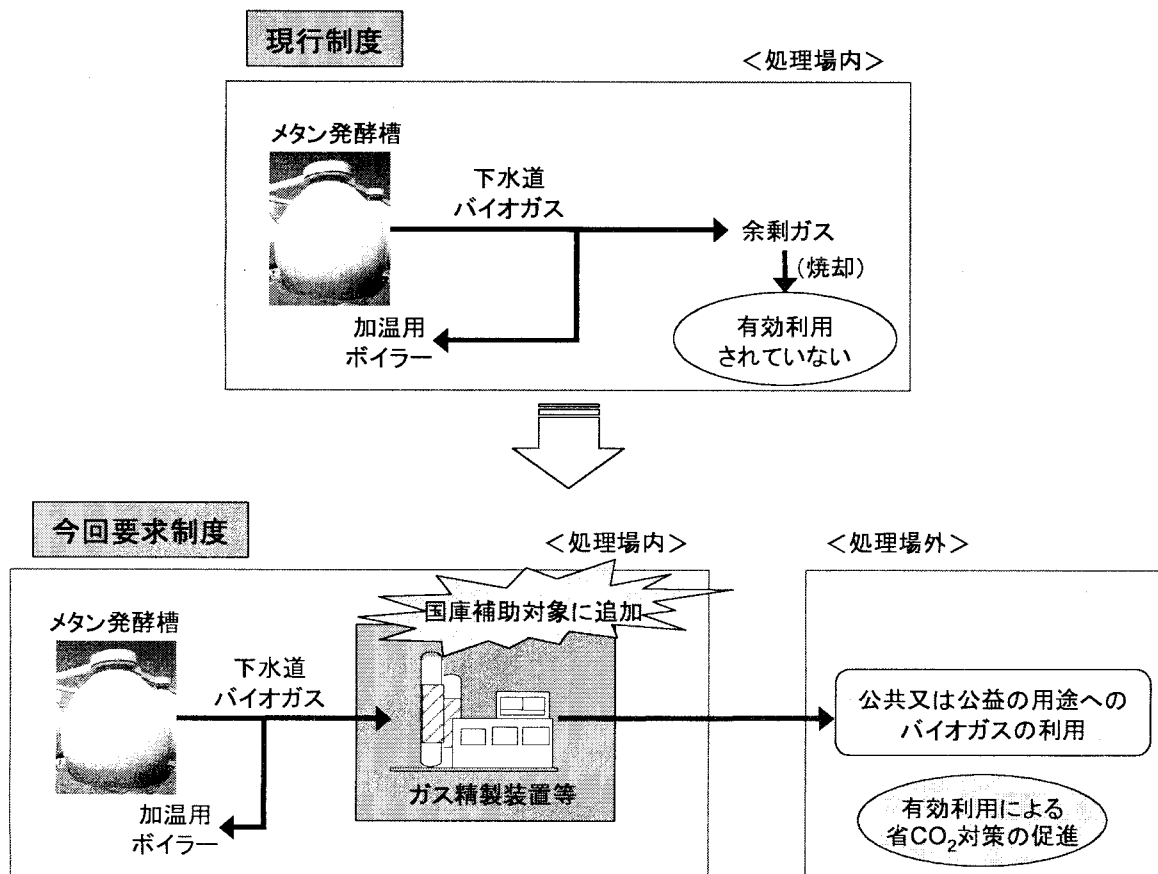 現行制度
＜処理場内＞
メタン発酵槽
下水道
バイオガス
余剰ガス
（焼却）
加温用
ボイラー
有効利用
されていない
今回要求制度
＜処理場内＞
＜処理場外＞
国庫補助対象に追加
メタン発酵槽
下水道
バイオガス
公共又は公益の用途への
バイオガスの利用
ガス精製装置等
加温用
ボイラー
有効利用による
省CO₂対策の促進